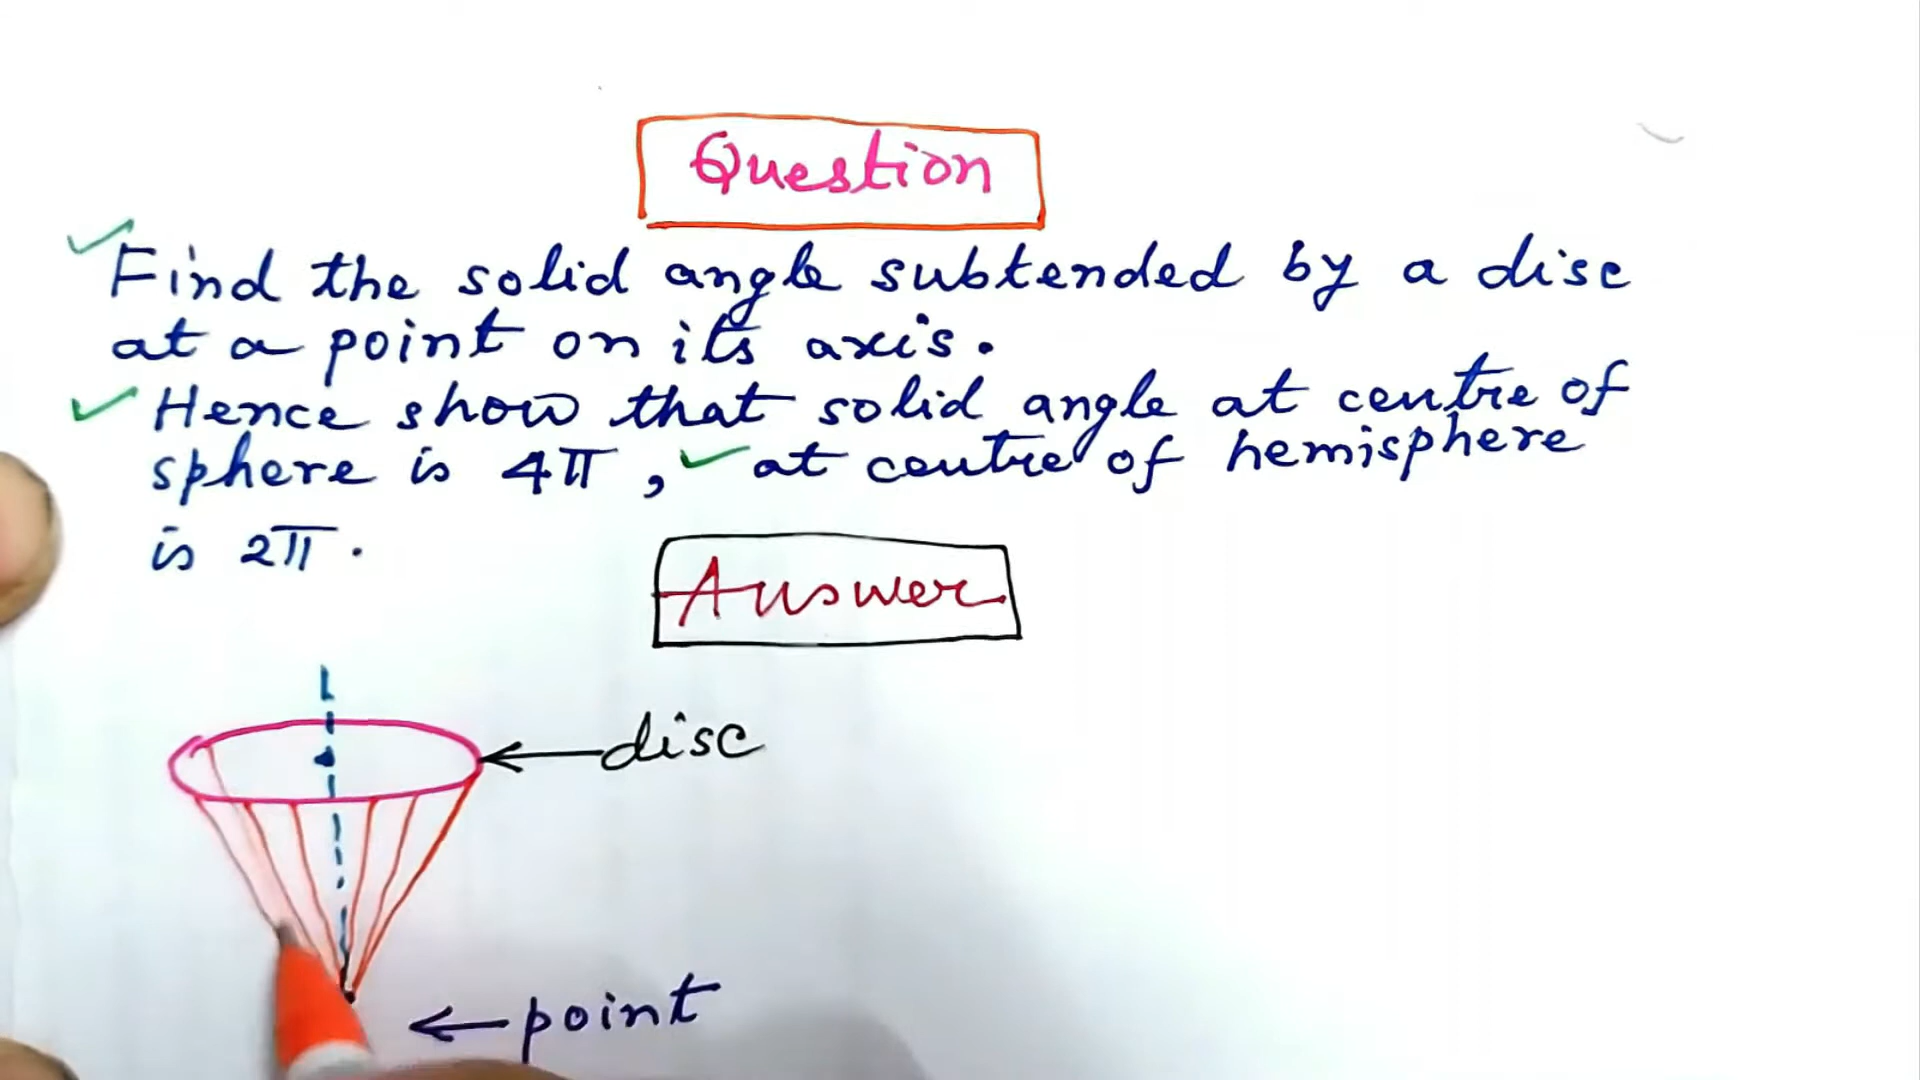 Question
Find the solid angle subtended by a disc
at a point on its axis.
Hence show that solid angle at centre of
sphere is 4π, at centre of hemisphere
is 2π.
Answer
disc
point